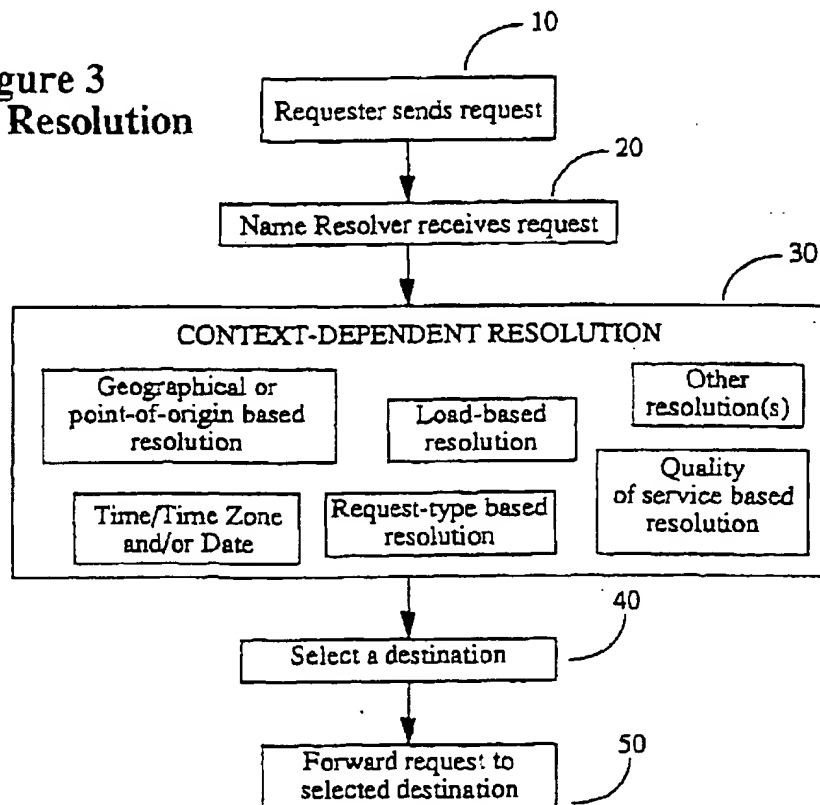 gure 3
Resolution
10
Requester sends request
20
Name Resolver receives request
30
CONTEXT-DEPENDENT RESOLUTION
Geographical or
point-of-origin based
resolution
Load-based
resolution
Other
resolution(s)
Time/Time Zone
and/or Date
Request-type based
resolution
Quality
of service based
resolution
40
Select a destination
50
Forward request to
selected destination